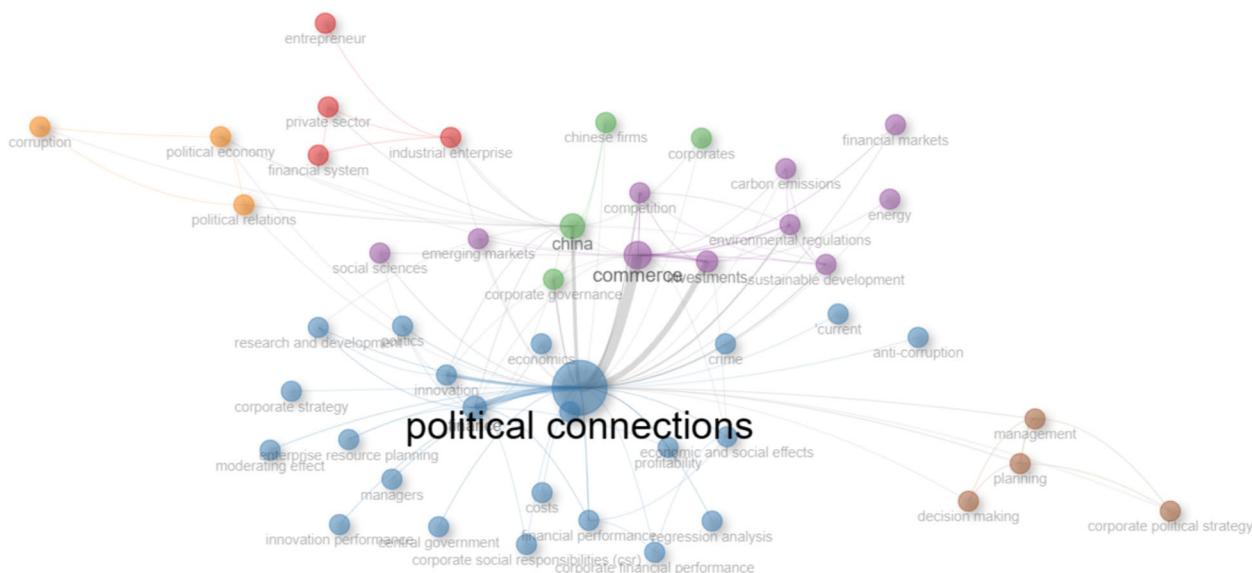 entrepreneur
private sector
corruption
political economy
industrial enterprise
financial system
chinese firms
corporates
financial markets
carbon emissions
competition
energy
political relations
china
environmental regulations
emerging markets
social sciences
commerce
investments
sustainable development
corporate governance
research and development
politics
'current
economics
crime
anti-corruption
innovation
corporate strategy
finance
political connections
management
enterprise resource planning
economic and social effects
moderating effect
profitability
planning
managers
costs
decision making
corporate political strategy
innovation performance
central government
financial performance
regression analysis
corporate social responsibilities (csr)
corporate financial performance